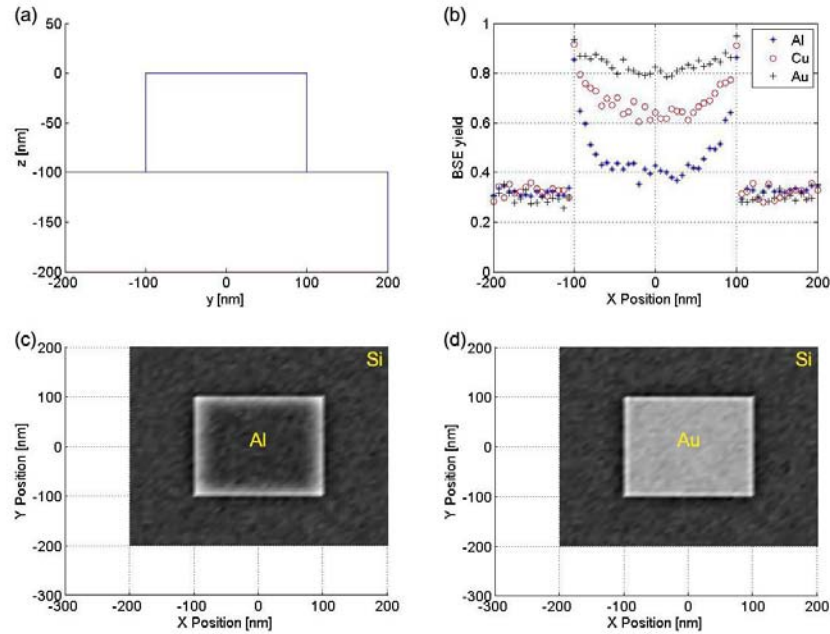 (a)
50
0
-50
-100
-150
-200
z [nm]
-200
-100
0
100
200
y [nm]
(b)
1
0.8
0.6
0.4
0.2
0
BSE yield
-200
-100
0
100
200
X Position [nm]
Al
Cu
Au
(c)
200
100
0
-100
-200
-300
Y Position [nm]
Si
Al
-300
-200
-100
0
100
200
X Position [nm]
(d)
200
100
0
-100
-200
-300
Y Position [nm]
Si
Au
-300
-200
-100
0
100
200
X Position [nm]